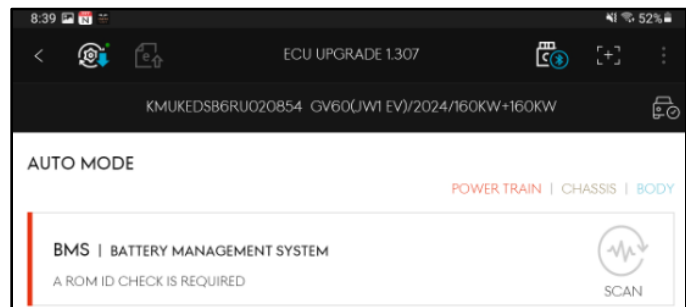 8:39 52%
ECU UPGRADE 1.307
KMUKEDSB6RU020854 GV60(JW1 EV)/2024/160KW+160KW
AUTO MODE
POWER TRAIN | CHASSIS | BODY
BMS | BATTERY MANAGEMENT SYSTEM
A ROM ID CHECK IS REQUIRED
SCAN